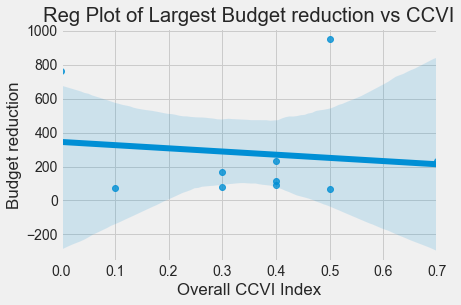 Reg Plot of Largest Budget reduction vs CCVI
1000
800
600
400
200
0
−200
Budget reduction
0.0 0.1 0.2 0.3 0.4 0.5 0.6 0.7
Overall CCVI Index